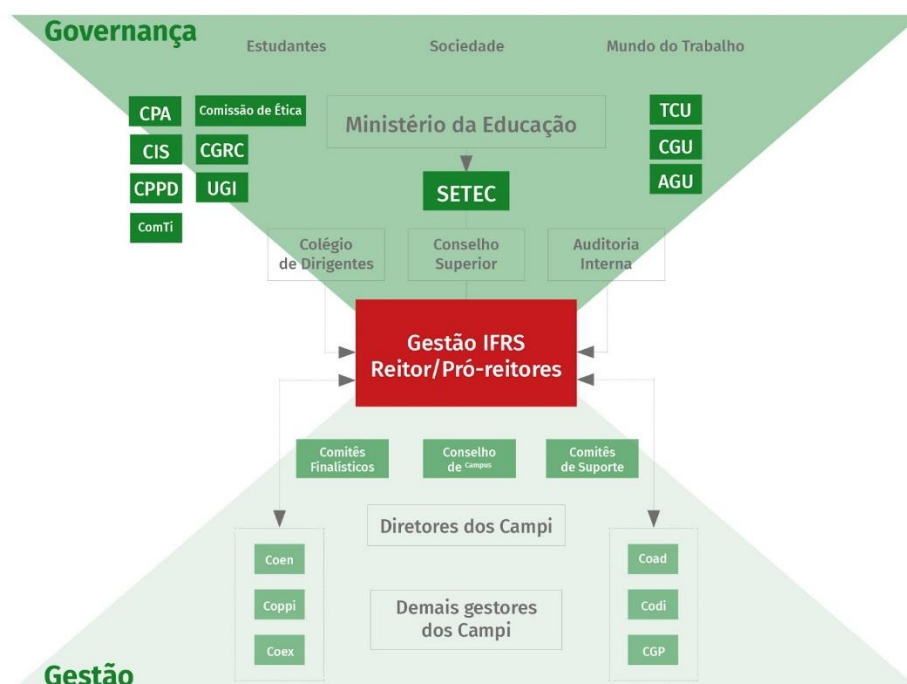 Governança
Estudantes
Sociedade
Mundo do Trabalho
CPA
Comissão de Ética
CIS
CGRC
CPPD
UGI
ComTi
Ministério da Educação
SETEC
TCU
CGU
AGU
Colégio
de Dirigentes
Conselho
Superior
Auditoria
Interna
Gestão IFRS
Reitor/Pró-reitores
Comitês
Finalísticos
Conselho
de Campus
Comitês
de Suporte
Diretores dos Campi
Demais gestores
dos Campi
Coen
Coppi
Coex
Coad
Codi
CGP
Gestão